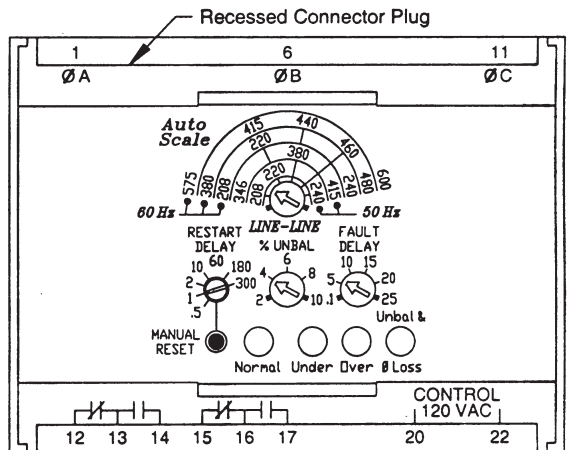 Recessed Connector Plug
1 6 11
ØA ØB ØC
Auto
Scale
415 440
220 460
380
220
575 380 208 346 208 240 415 240 480 600
60 Hz LINE-LINE 50 Hz
RESTART
DELAY
% UNBAL
FAULT
DELAY
60
10 180
2 300
1
.5
6
4 8
2 10
10 15
5 20
.1 25
MANUAL
RESET
Normal Under Over
Unbal &
Ø Loss
CONTROL
120 VAC
12 13 14 15 16 17 20 22